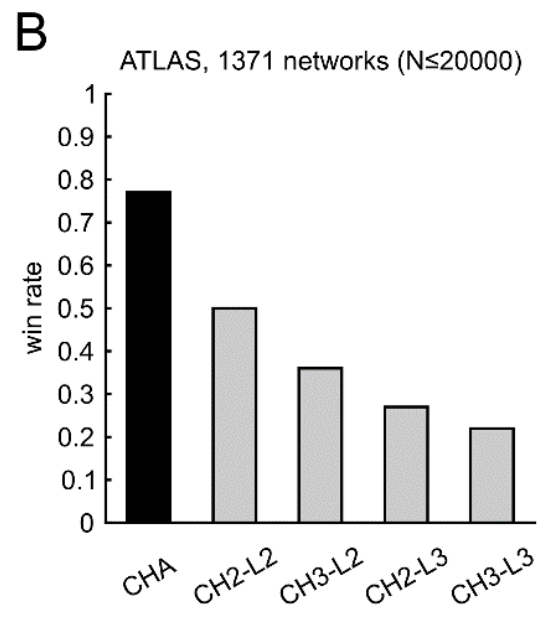 B
ATLAS, 1371 networks (N≤20000)
1
0.9
0.8
0.7
0.6
0.5
0.4
0.3
0.2
0.1
0
win rate
CHA
CH2-L2
CH3-L2
CH2-L3
CH3-L3